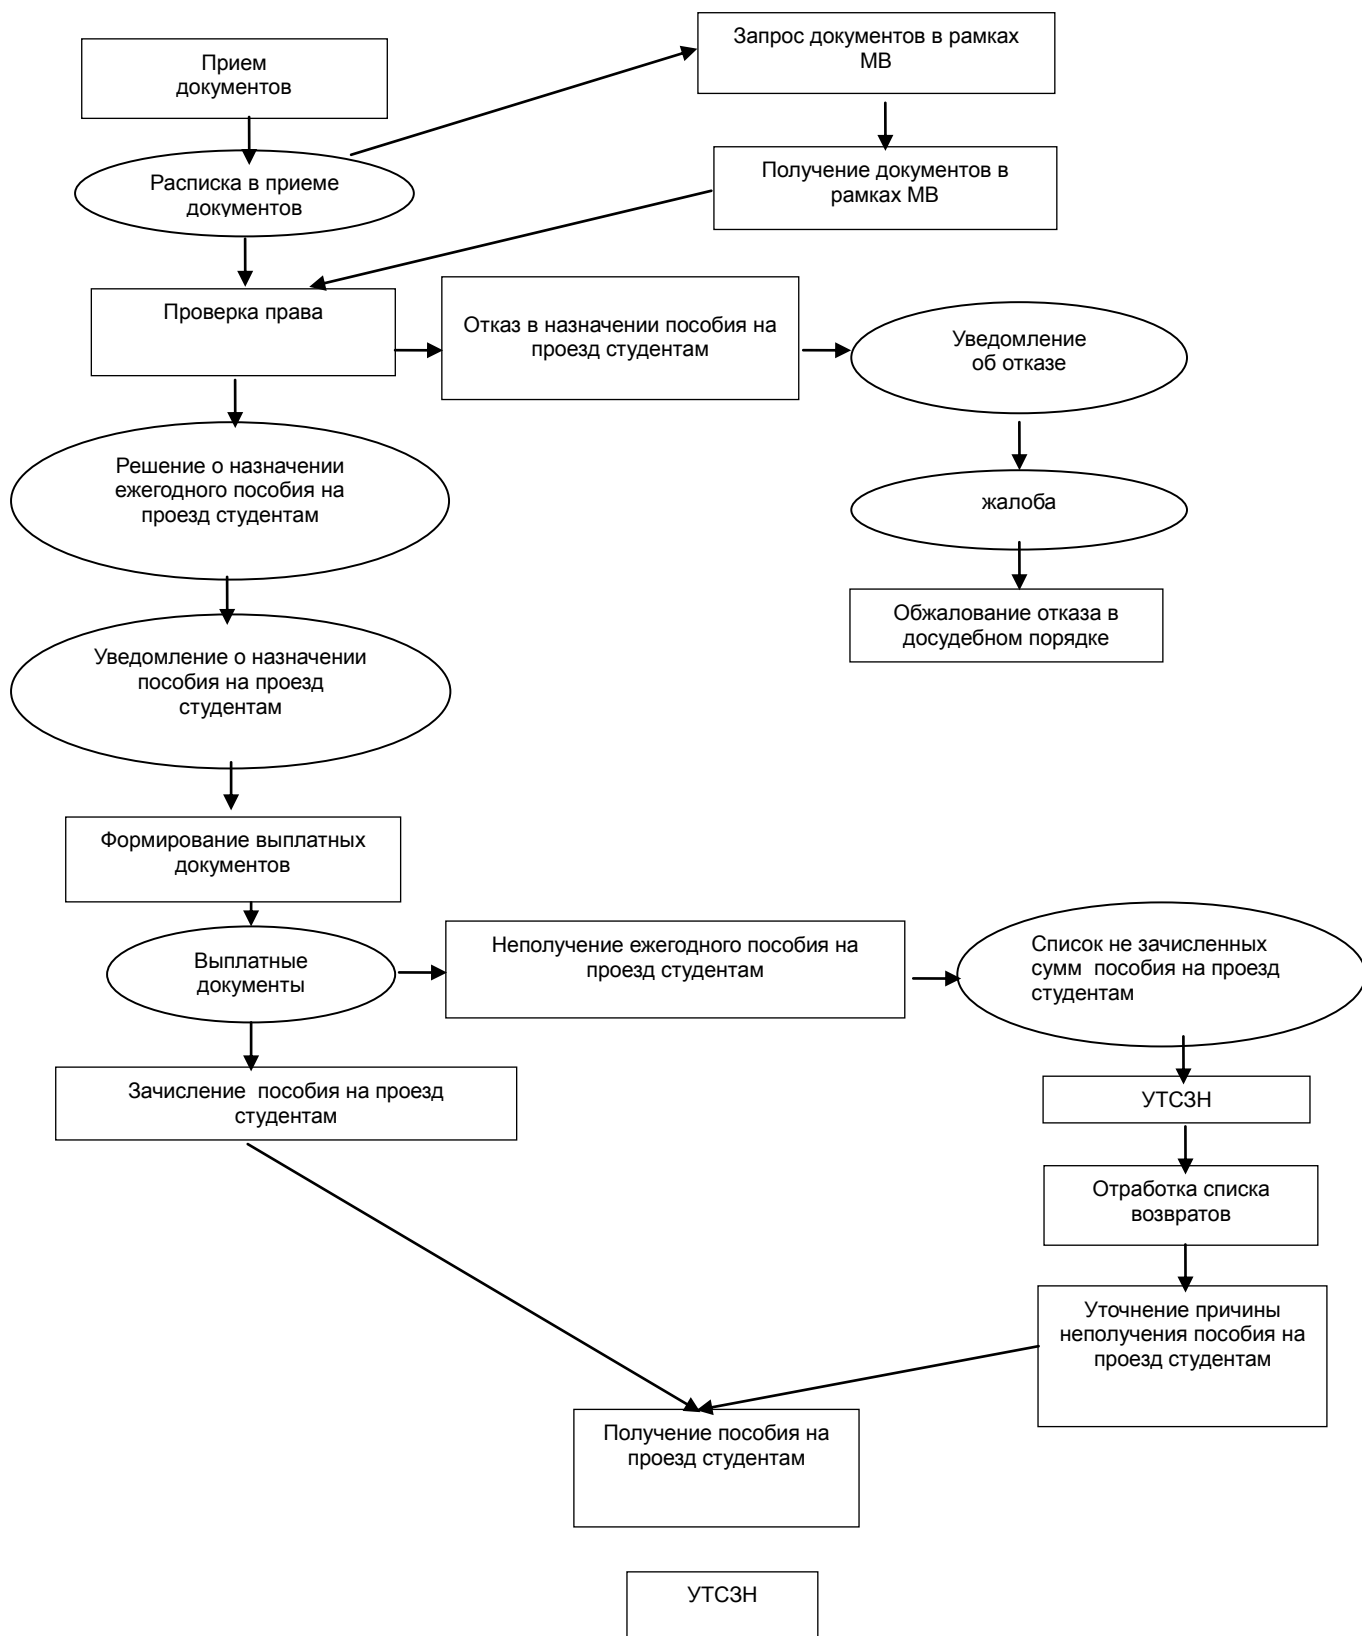 Прием
документов
Запрос документов в рамках
МВ
Расписка в приеме
документов
Получение документов в
рамках МВ
Проверка права
Отказ в назначении пособия на
проезд студентам
Уведомление
об отказе
Решение о назначении
ежегодного пособия на
проезд студентам
жалоба
Обжалование отказа в
досудебном порядке
Уведомление о назначении
пособия на проезд
студентам
Формирование выплатных
документов
Выплатные
документы
Неполучение ежегодного пособия на
проезд студентам
Список не зачисленных
сумм  пособия на проезд
студентам
Зачисление  пособия на проезд
студентам
УТСЗН
Отработка списка
возвратов
Уточнение причины
неполучения пособия на
проезд студентам
Получение пособия на
проезд студентам
УТСЗН